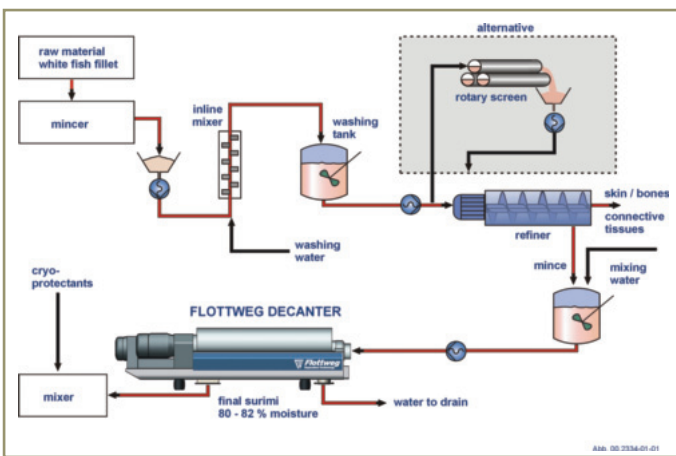 raw material
white fish fillet
mincer
inline
mixer
washing
tank
alternative
rotary screen
skin / bones
connective
tissues
refiner
washing
water
mince
mixing
water
cryo-
protectants
FLOTTWEG DECANTER
Flottweg
mixer
final surimi
80 - 82 % moisture
water to drain
Abb. 00.2334-01-01